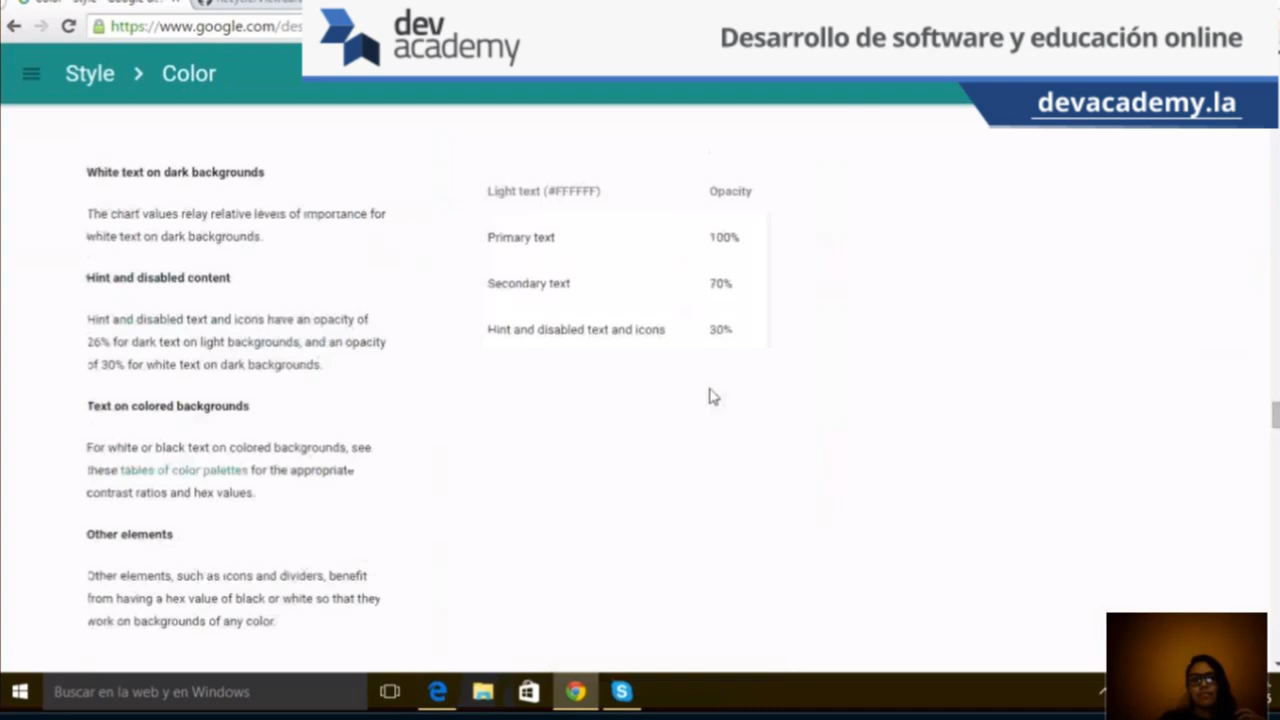 https://www.google.com/des
dev
academy
Desarrollo de software y educación online
devacademy.la
Style > Color
White text on dark backgrounds
The chart values relay relative levels of importance for
white text on dark backgrounds.
Hint and disabled content
Hint and disabled text and icons have an opacity of
26% for dark text on light backgrounds, and an opacity
of 30% for white text on dark backgrounds.
Text on colored backgrounds
For white or black text on colored backgrounds, see
these tables of color palettes for the appropriate
contrast ratios and hex values.
Other elements
Other elements, such as icons and dividers, benefit
from having a hex value of black or white so that they
work on backgrounds of any color.
Light text (#FFFFFF) Opacity
Primary text 100%
Secondary text 70%
Hint and disabled text and icons 30%
Buscar en la web y en Windows